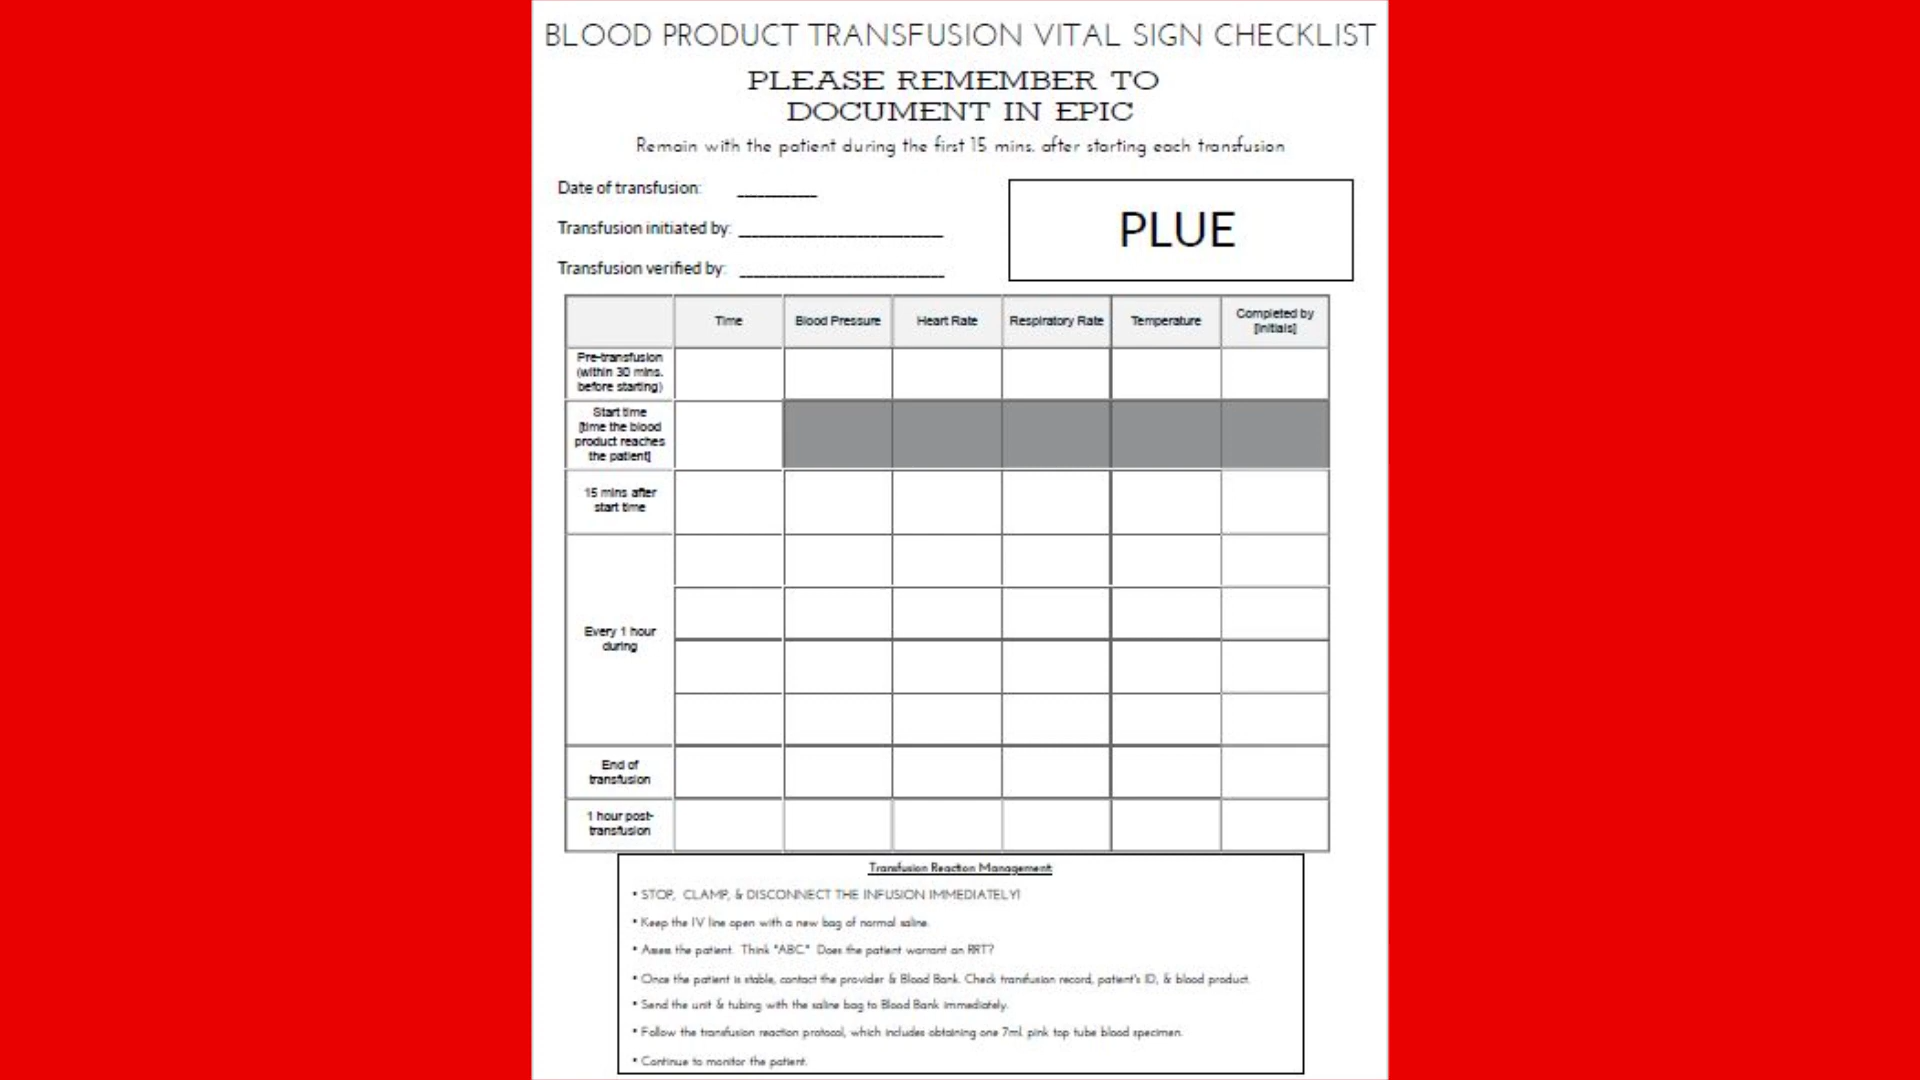 BLOOD PRODUCT TRANSFUSION VITAL SIGN CHECKLIST
PLEASE REMEMBER TO
DOCUMENT IN EPIC
Remain with the patient during the first 15 mins. after starting each transfusion
Date of transfusion: __________
Transfusion initiated by: __________________________
Transfusion verified by: __________________________
PLUE
Time Blood Pressure Heart Rate Respiratory Rate Temperature Completed by
[initials]
Pre-transfusion
(within 30 mins.
before starting)
Start time
[time the blood
product reaches
the patient]
15 mins after
start time
Every 1 hour
during
End of
transfusion
1 hour post-
transfusion
Transfusion Reaction Management:
• STOP, CLAMP, & DISCONNECT THE INFUSION IMMEDIATELY!
• Keep the IV line open with a new bag of normal saline.
• Assess the patient. Think "ABC." Does the patient warrant an RRT?
• Once the patient is stable, contact the provider & Blood Bank. Check transfusion record, patient's ID, & blood product.
• Send the unit & tubing with the saline bag to Blood Bank immediately.
• Follow the transfusion reaction protocol, which includes obtaining one 7ml pink top tube blood specimen.
• Continue to monitor the patient.